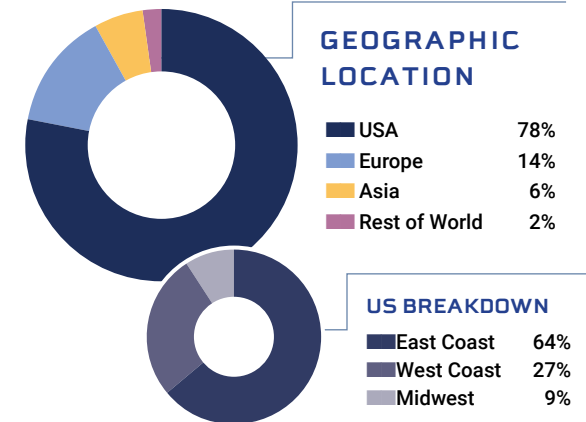 GEOGRAPHIC
LOCATION
USA 78%
Europe 14%
Asia 6%
Rest of World 2%
US BREAKDOWN
East Coast 64%
West Coast 27%
Midwest 9%